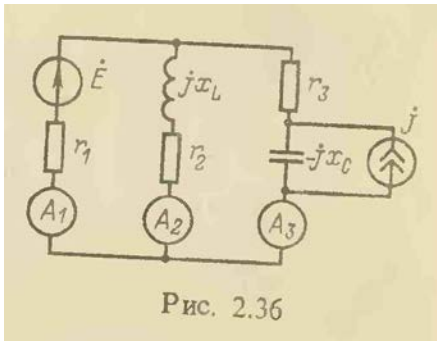 Ė
jx_L
r_3
j̇
r_1
r_2
-jx_C
A_1
A_2
A_3
Рис. 2.36